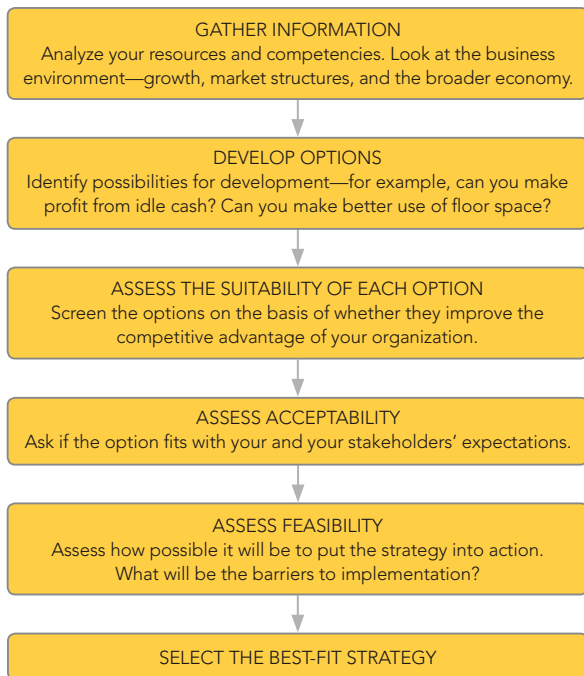 GATHER INFORMATION
Analyze your resources and competencies. Look at the business
environment—growth, market structures, and the broader economy.
DEVELOP OPTIONS
Identify possibilities for development—for example, can you make
profit from idle cash? Can you make better use of floor space?
ASSESS THE SUITABILITY OF EACH OPTION
Screen the options on the basis of whether they improve the
competitive advantage of your organization.
ASSESS ACCEPTABILITY
Ask if the option fits with your and your stakeholders’ expectations.
ASSESS FEASIBILITY
Assess how possible it will be to put the strategy into action.
What will be the barriers to implementation?
SELECT THE BEST-FIT STRATEGY